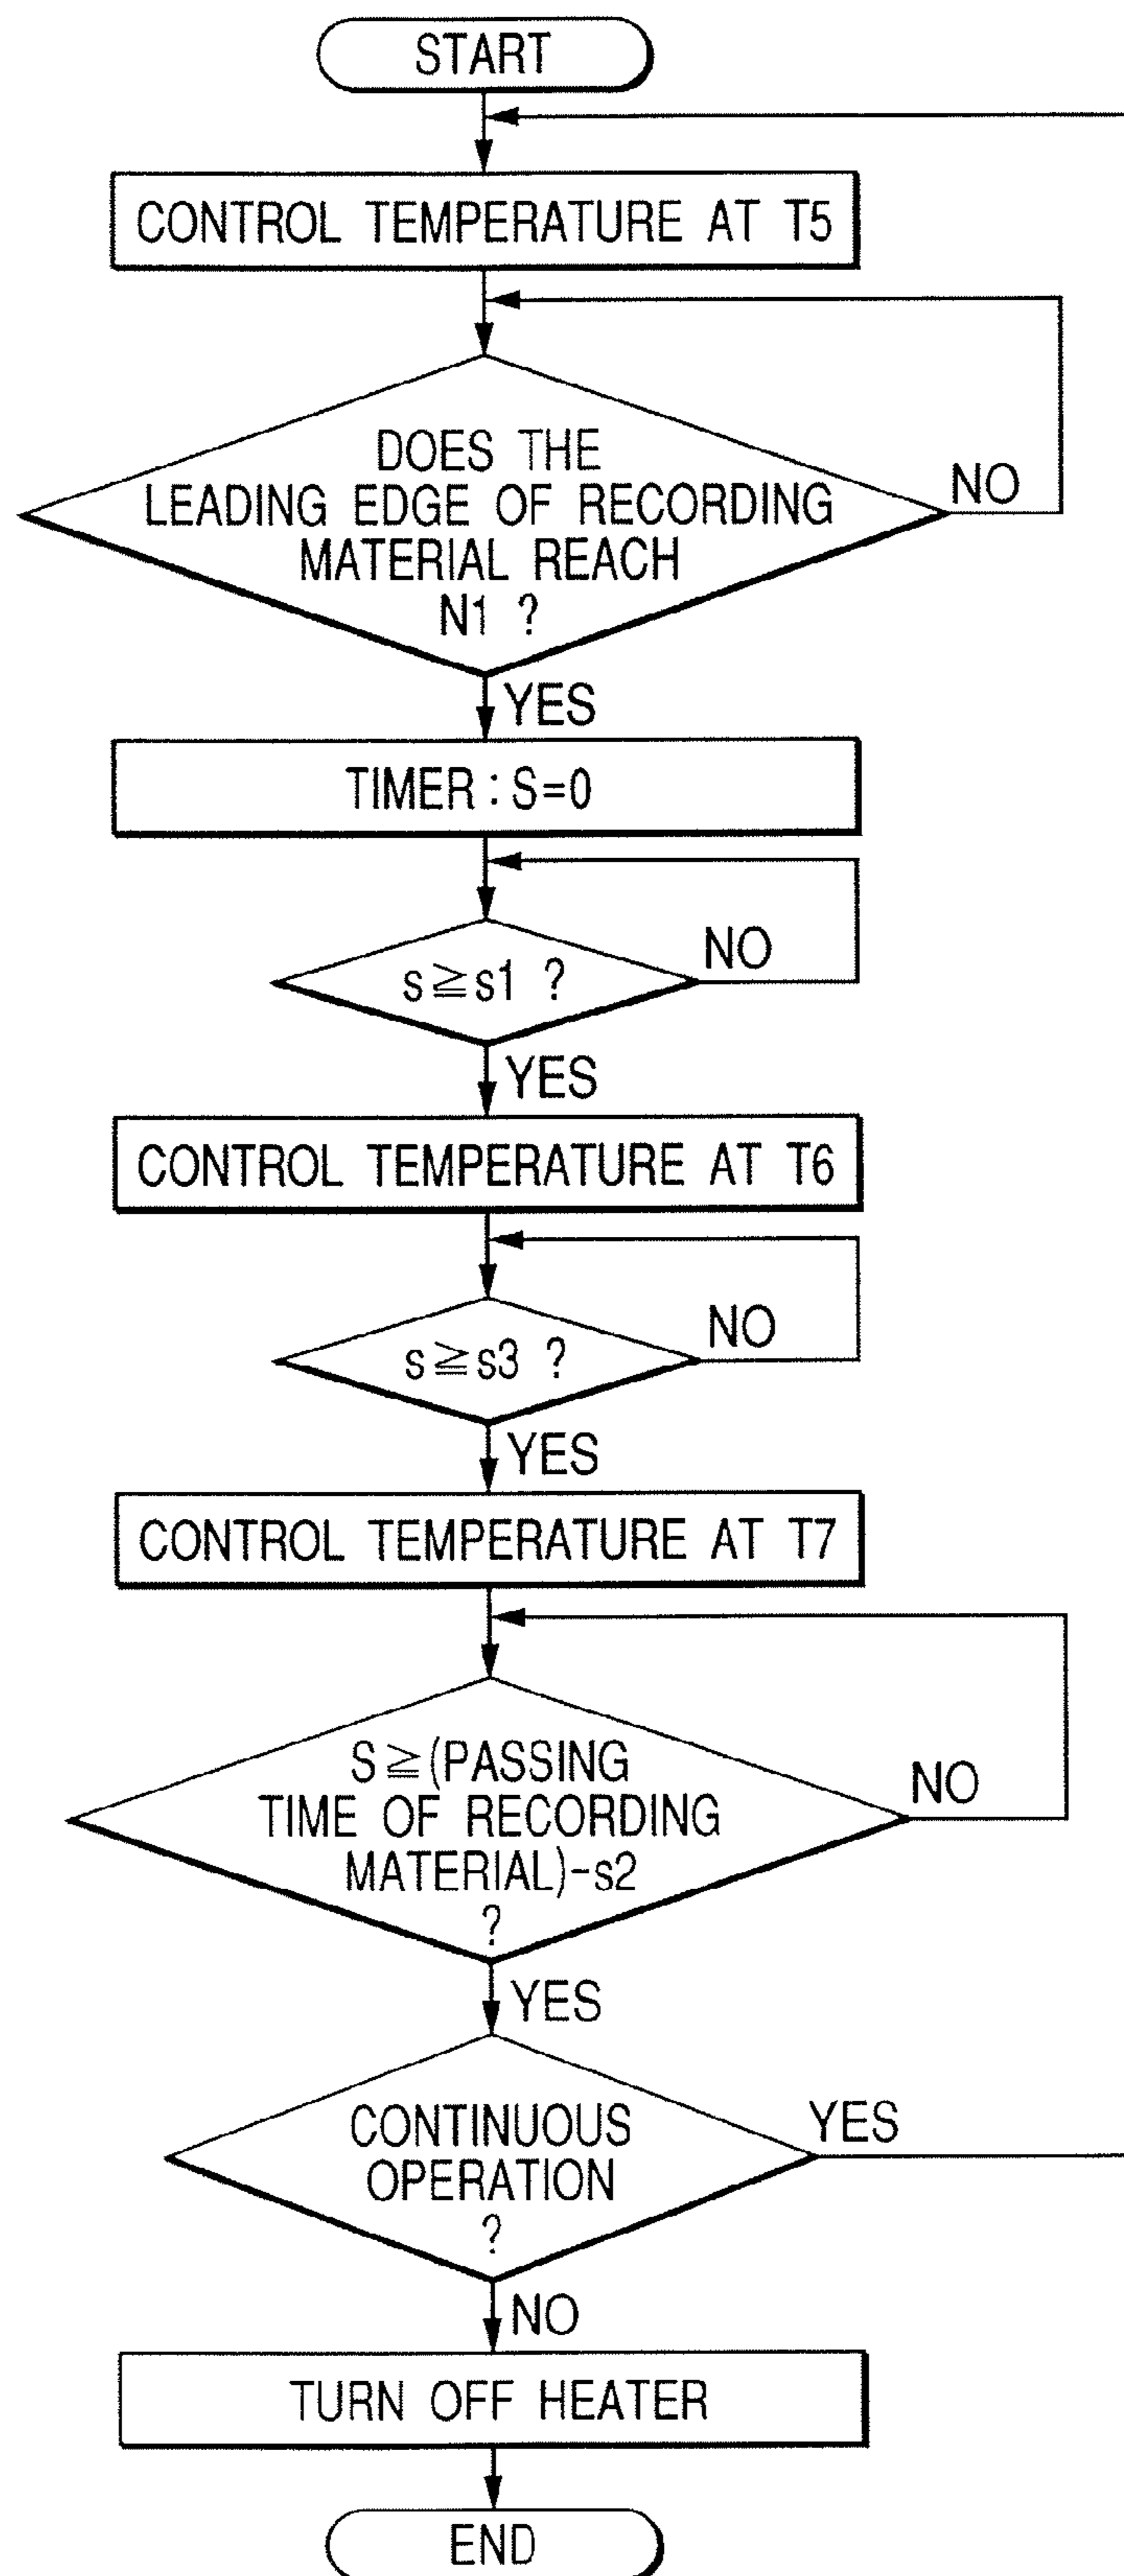 START
CONTROL TEMPERATURE AT T5
DOES THE
LEADING EDGE OF RECORDING
MATERIAL REACH
N1 ?
NO
YES
TIMER : S=0
s≧s1 ?
NO
YES
CONTROL TEMPERATURE AT T6
s≧s3 ?
NO
YES
CONTROL TEMPERATURE AT T7
S≧(PASSING
TIME OF RECORDING
MATERIAL)-s2
?
NO
YES
CONTINUOUS
OPERATION
?
YES
NO
TURN OFF HEATER
END